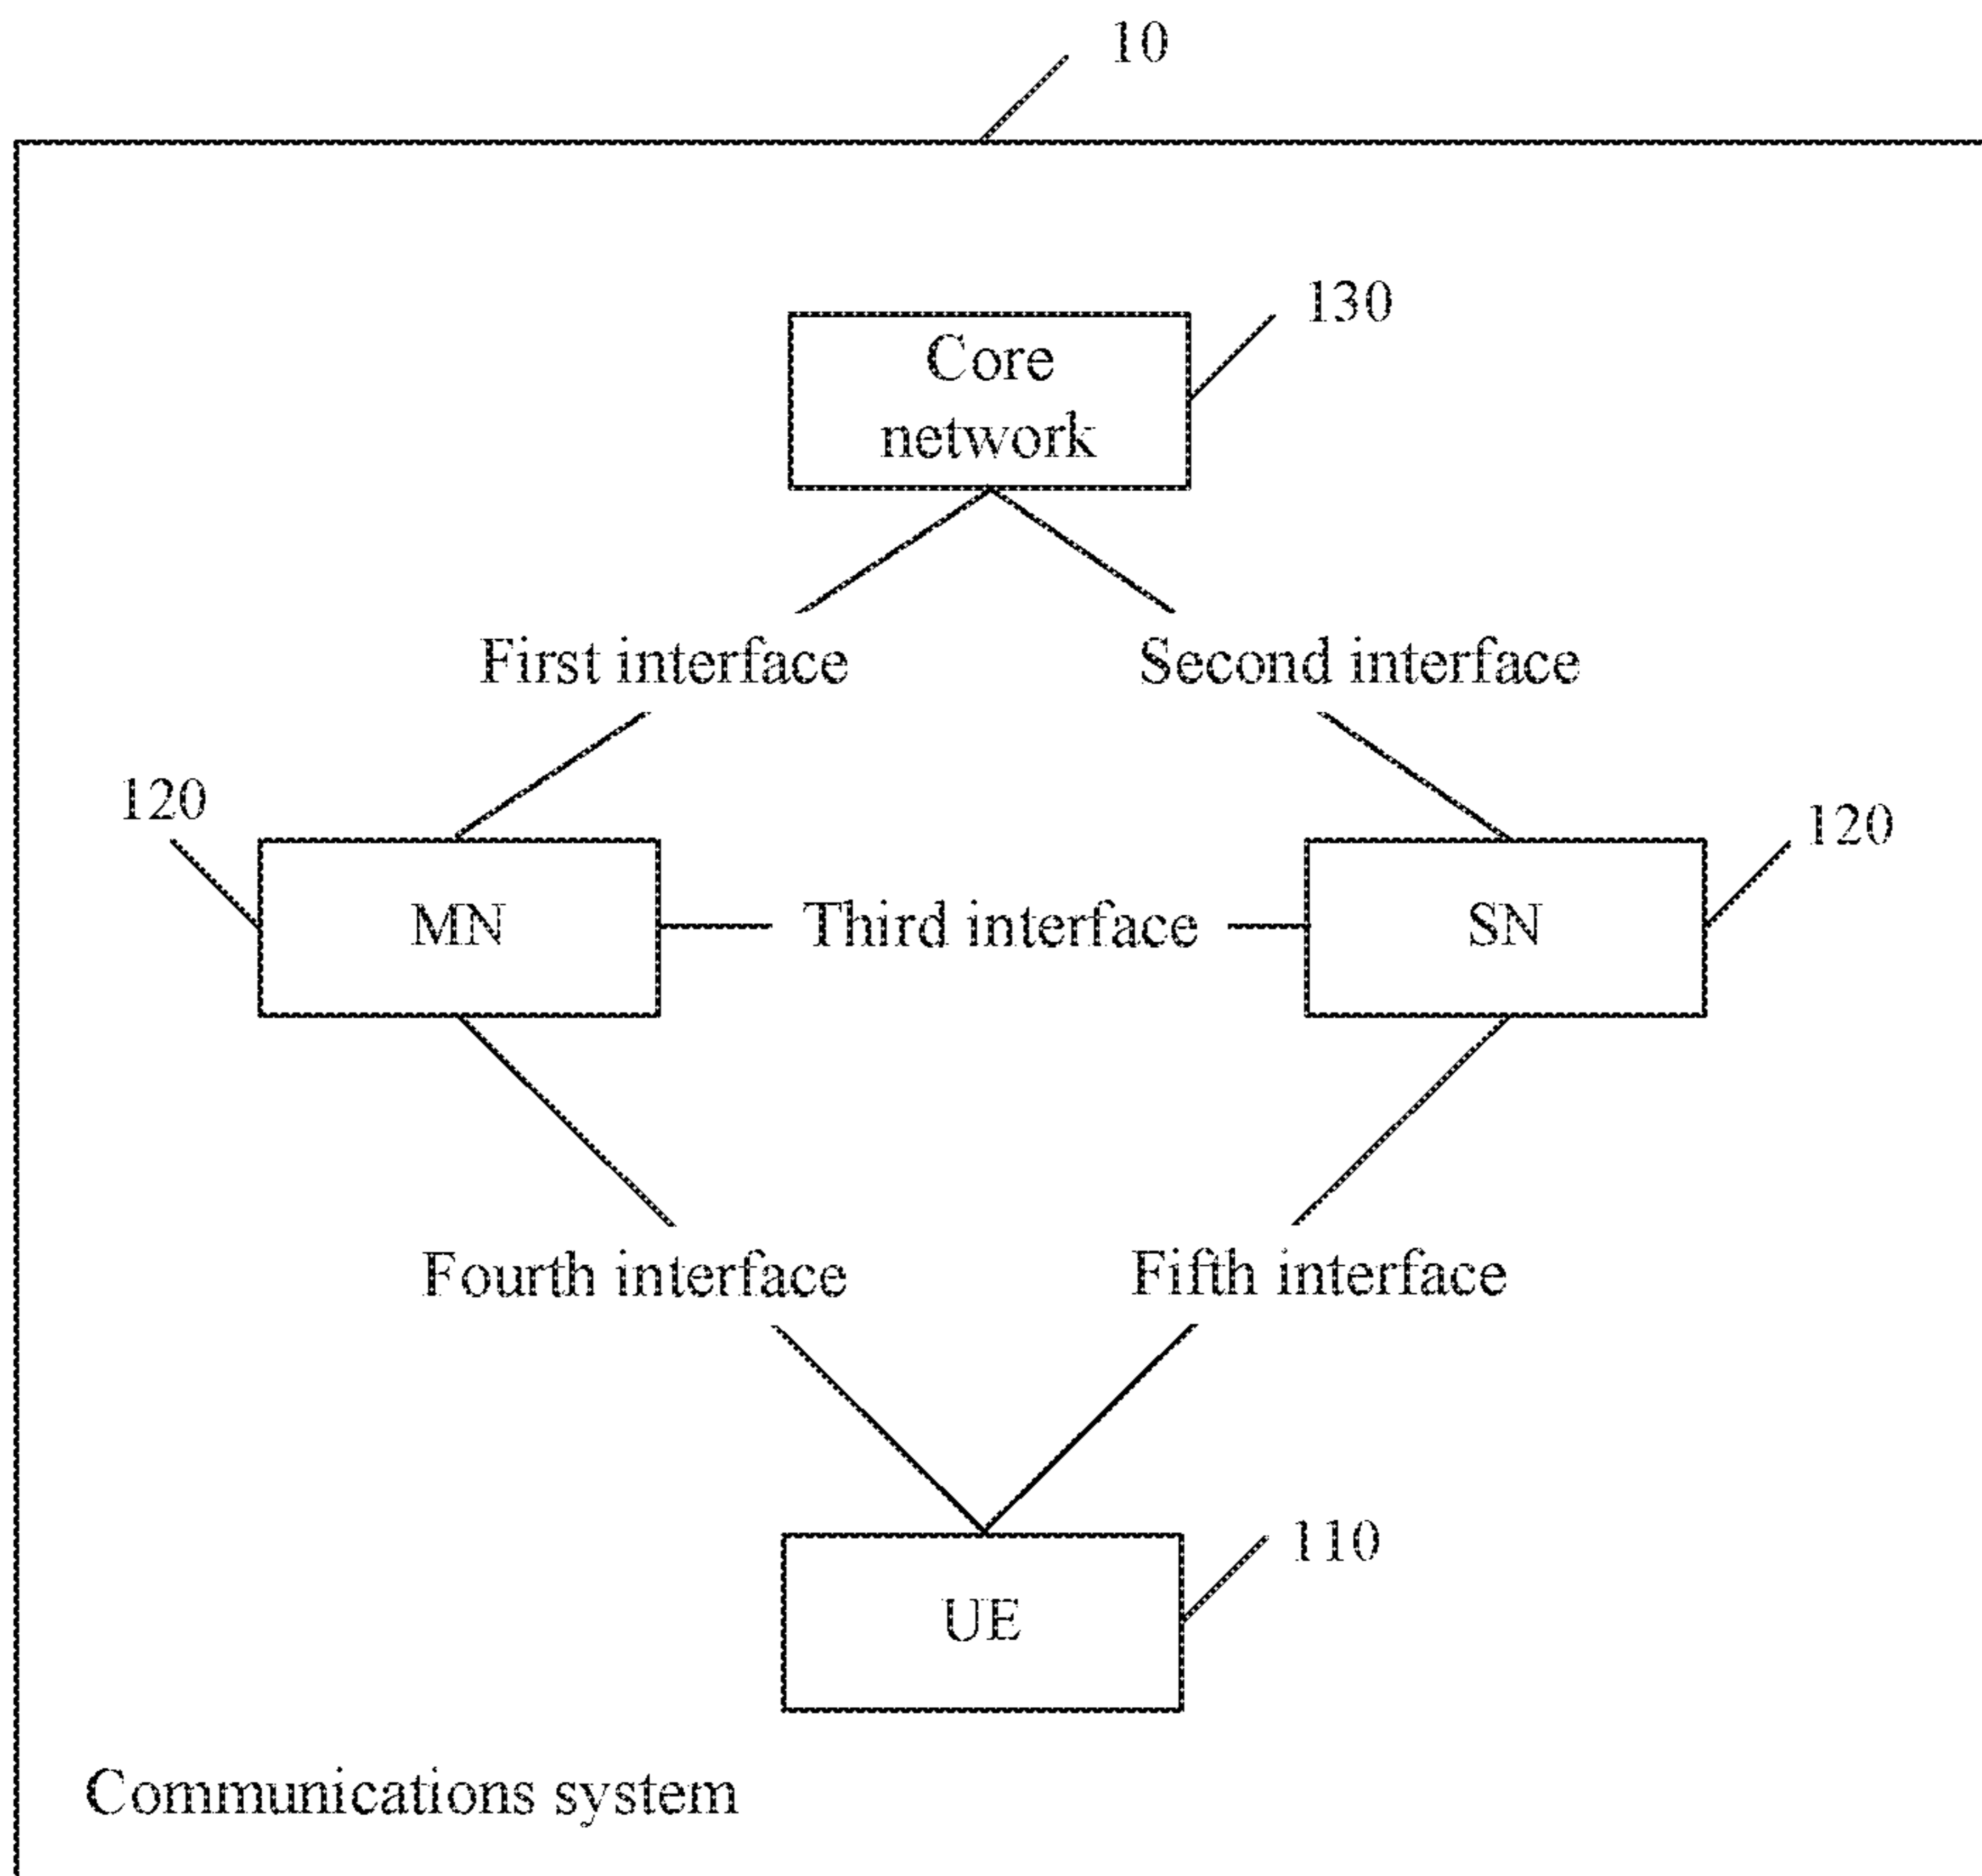 10
130
Core
network
First interface
Second interface
120
120
MN
Third interface
SN
Fourth interface
Fifth interface
110
UE
Communications system